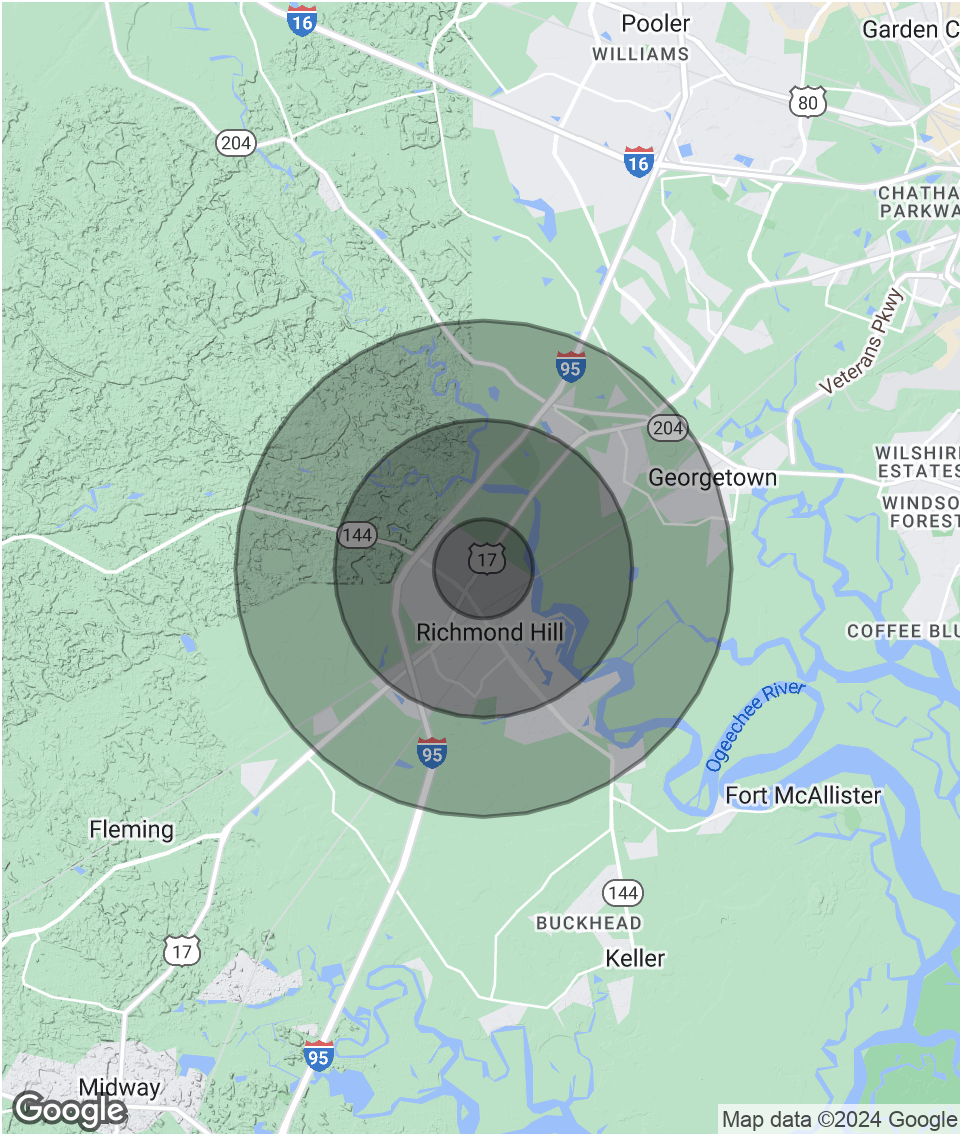 16
Pooler
WILLIAMS
Garden C
80
204
16
CHATHA
PARKWA
Veterans Pkwy
95
204
WILSHIRE
ESTATES
Georgetown
WINDSO
FOREST
144
17
Richmond Hill
COFFEE BLU
Ogeechee River
95
Fort McAllister
Fleming
144
BUCKHEAD
17
Keller
95
Midway
Google
Map data ©2024 Google